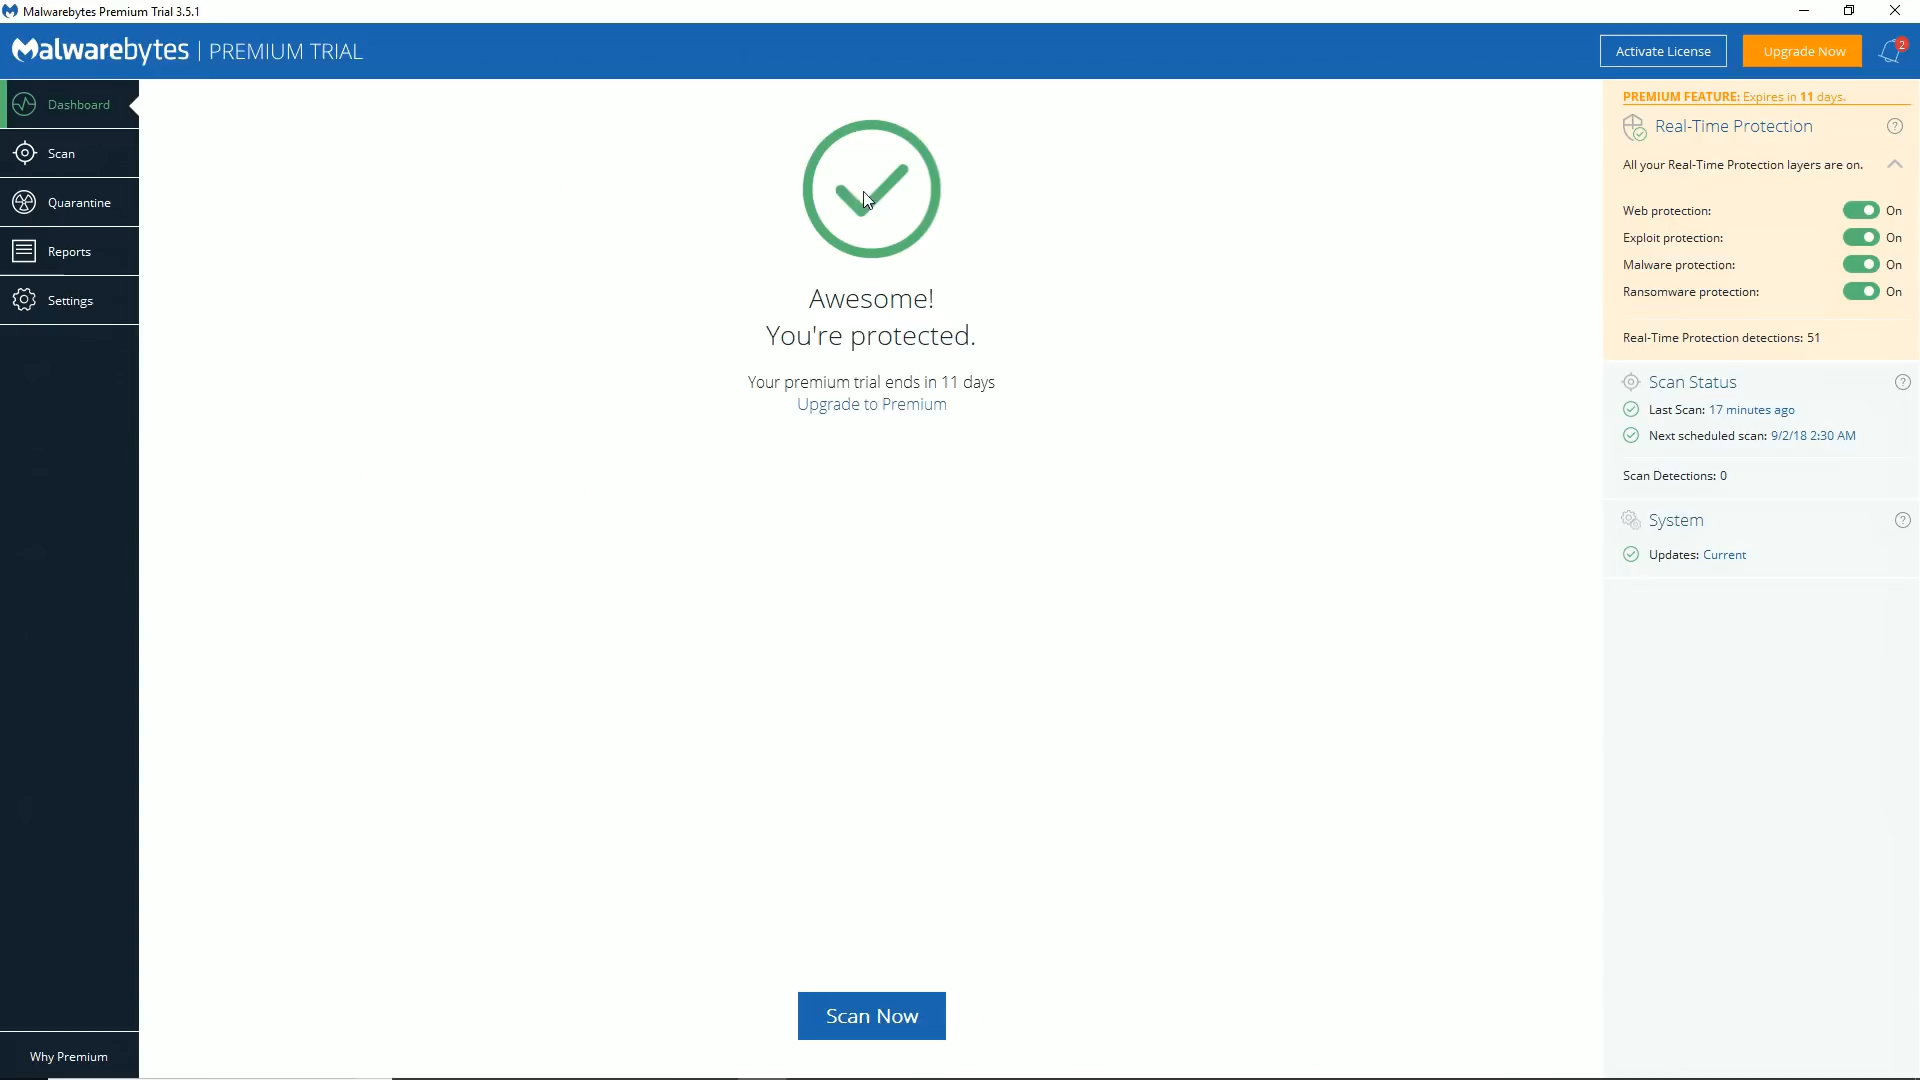 Malwarebytes Premium Trial 3.5.1
Malwarebytes | PREMIUM TRIAL
Activate License
Upgrade Now
2
Dashboard
Scan
Quarantine
Reports
Settings
Why Premium
Awesome!
You're protected.
Your premium trial ends in 11 days
Upgrade to Premium
Scan Now
PREMIUM FEATURE: Expires in 11 days.
Real-Time Protection
?
All your Real-Time Protection layers are on.
Web protection: On
Exploit protection: On
Malware protection: On
Ransomware protection: On
Real-Time Protection detections: 51
Scan Status
?
Last Scan: 17 minutes ago
Next scheduled scan: 9/2/18 2:30 AM
Scan Detections: 0
System
?
Updates: Current